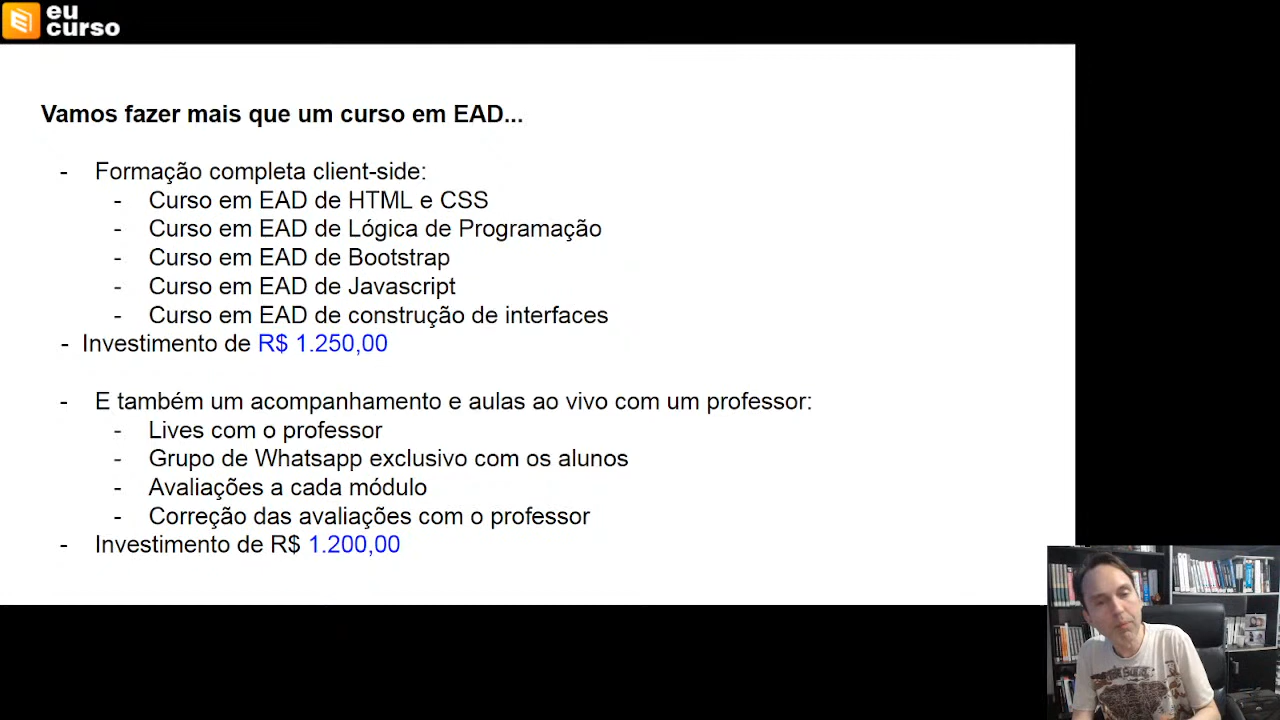 eu
curso
Vamos fazer mais que um curso em EAD...
- Formação completa client-side:
- Curso em EAD de HTML e CSS
- Curso em EAD de Lógica de Programação
- Curso em EAD de Bootstrap
- Curso em EAD de Javascript
- Curso em EAD de construção de interfaces
- Investimento de R$ 1.250,00
- E também um acompanhamento e aulas ao vivo com um professor:
- Lives com o professor
- Grupo de Whatsapp exclusivo com os alunos
- Avaliações a cada módulo
- Correção das avaliações com o professor
- Investimento de R$ 1.200,00